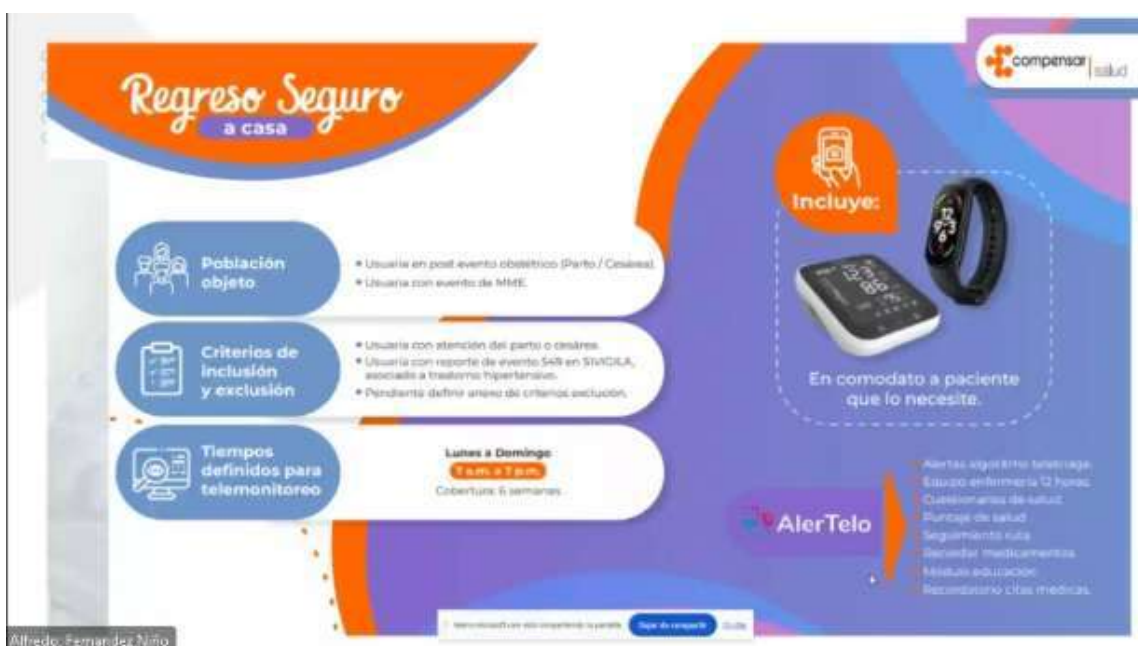 compensar salud
Regreso Seguro
a casa
Incluye:
Población
objeto
• Usuaria en post evento obstétrico (Parto / Cesárea).
• Usuaria con evento de MME.
Criterios de
inclusión
y exclusión
• Usuaria con atención del parto o cesárea.
• Usuaria con reporte de evento 549 en SIVIGILA,
asociado a trastorno hipertensivo.
• Pendiente definir anexo de criterios exclusión.
Tiempos
definidos para
telemonitoreo
Lunes a Domingo
7 a.m. a 7 p.m.
Cobertura: 6 semanas
En comodato a paciente
que lo necesite.
AlerTelo
Alertas algoritmo teletriage.
Equipo enfermería 12 horas.
Cuestionarios de salud
Puntaje de salud
Seguimiento ruta
Recordar medicamentos
Módulo educación
Recordatorio citas médicas.
Dejar de compartir
Alfredo. Fernandez Niño